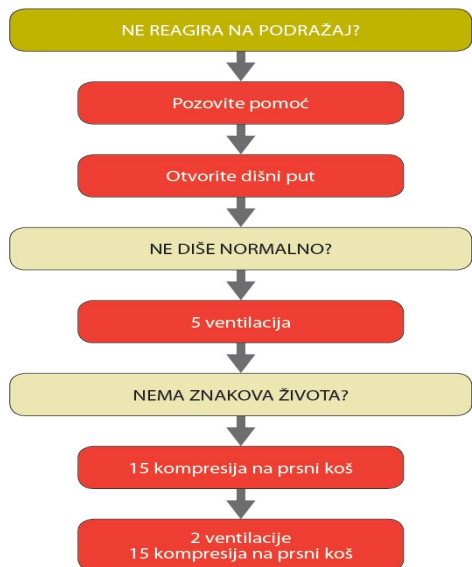 NE REAGIRA NA PODRAŽAJ?
Pozovite pomoć
Otvorite dišni put
NE DIŠE NORMALNO?
5 ventilacija
NEMA ZNAKOVA ŽIVOTA?
15 kompresija na prsni koš
2 ventilacije
15 kompresija na prsni koš